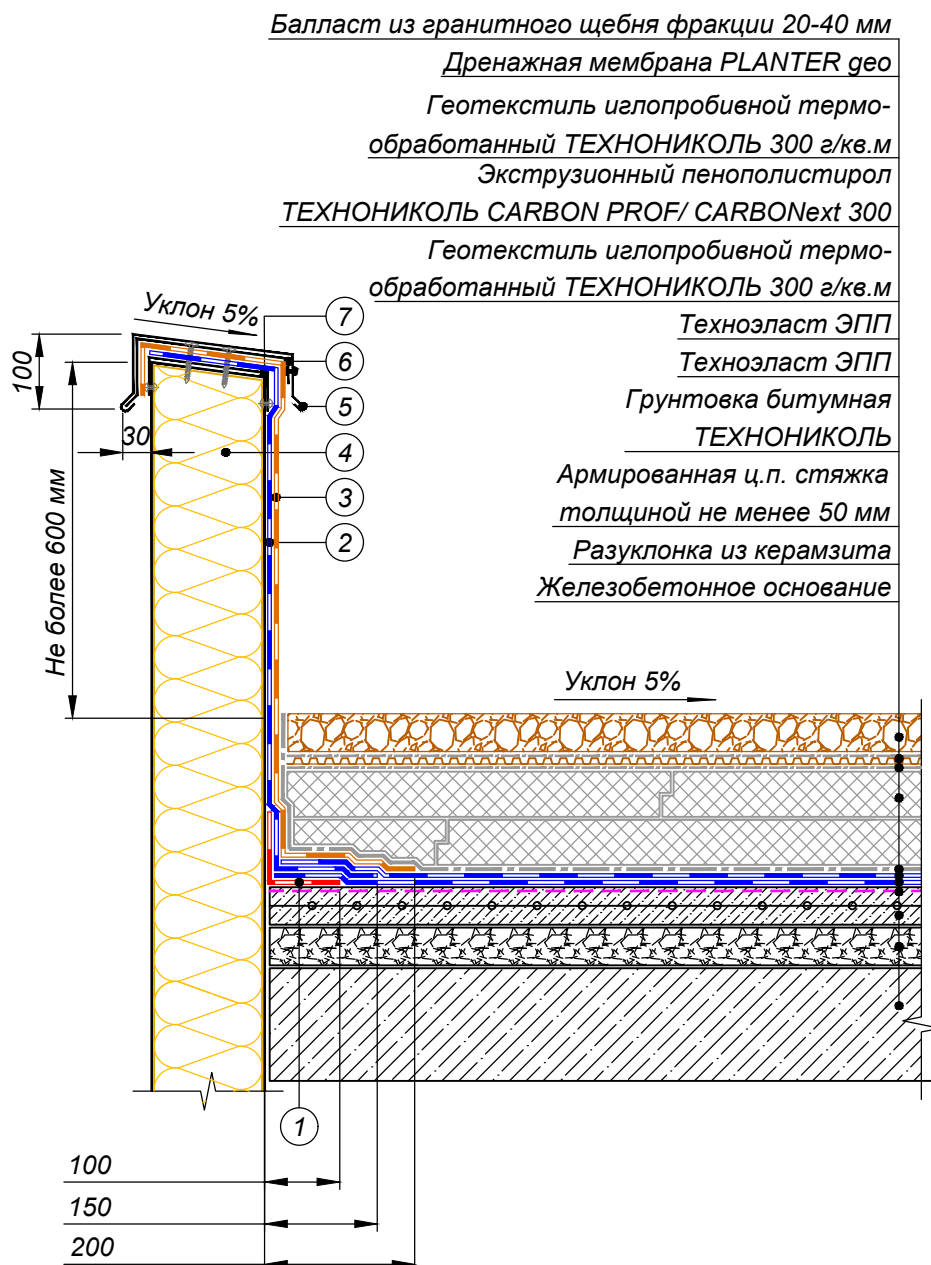 Балласт из гранитного щебня фракции 20-40 мм
Дренажная мембрана PLANTER geo
Геотекстиль иглопробивной термо-
обработанный ТЕХНОНИКОЛЬ 300 г/кв.м
Экструзионный пенополистирол
ТЕХНОНИКОЛЬ CARBON PROF/ CARBONext 300
Геотекстиль иглопробивной термо-
обработанный ТЕХНОНИКОЛЬ 300 г/кв.м
Техноэласт ЭПП
Техноэласт ЭПП
Грунтовка битумная
ТЕХНОНИКОЛЬ
Армированная ц.п. стяжка
толщиной не менее 50 мм
Разуклонка из керамзита
Железобетонное основание
Уклон 5%
7
6
5
4
3
2
100
30
Не более 600 мм
Уклон 5%
1
100
150
200